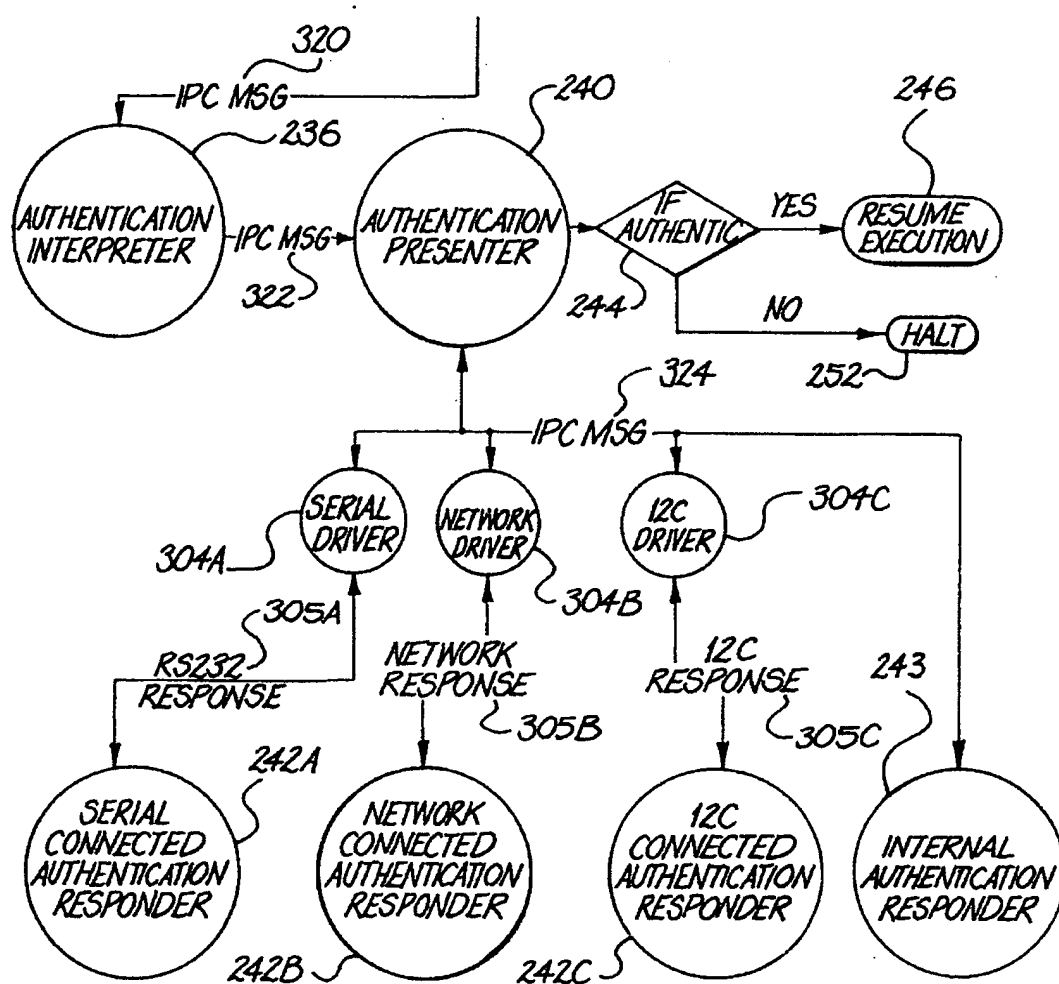 320
IPC MSG
236
240
246
AUTHENTICATION
INTERPRETER
IPC MSG
322
AUTHENTICATION
PRESENTER
IF
AUTHENTIC
244
YES
RESUME
EXECUTION
NO
HALT
252
324
IPC MSG
SERIAL
DRIVER
304A
NETWORK
DRIVER
304B
12C
DRIVER
304C
305A
RS232
RESPONSE
NETWORK
RESPONSE
305B
12C
RESPONSE
305C
243
242A
SERIAL
CONNECTED
AUTHENTICATION
RESPONDER
NETWORK
CONNECTED
AUTHENTICATION
RESPONDER
242B
12C
CONNECTED
AUTHENTICATION
RESPONDER
242C
INTERNAL
AUTHENTICATION
RESPONDER